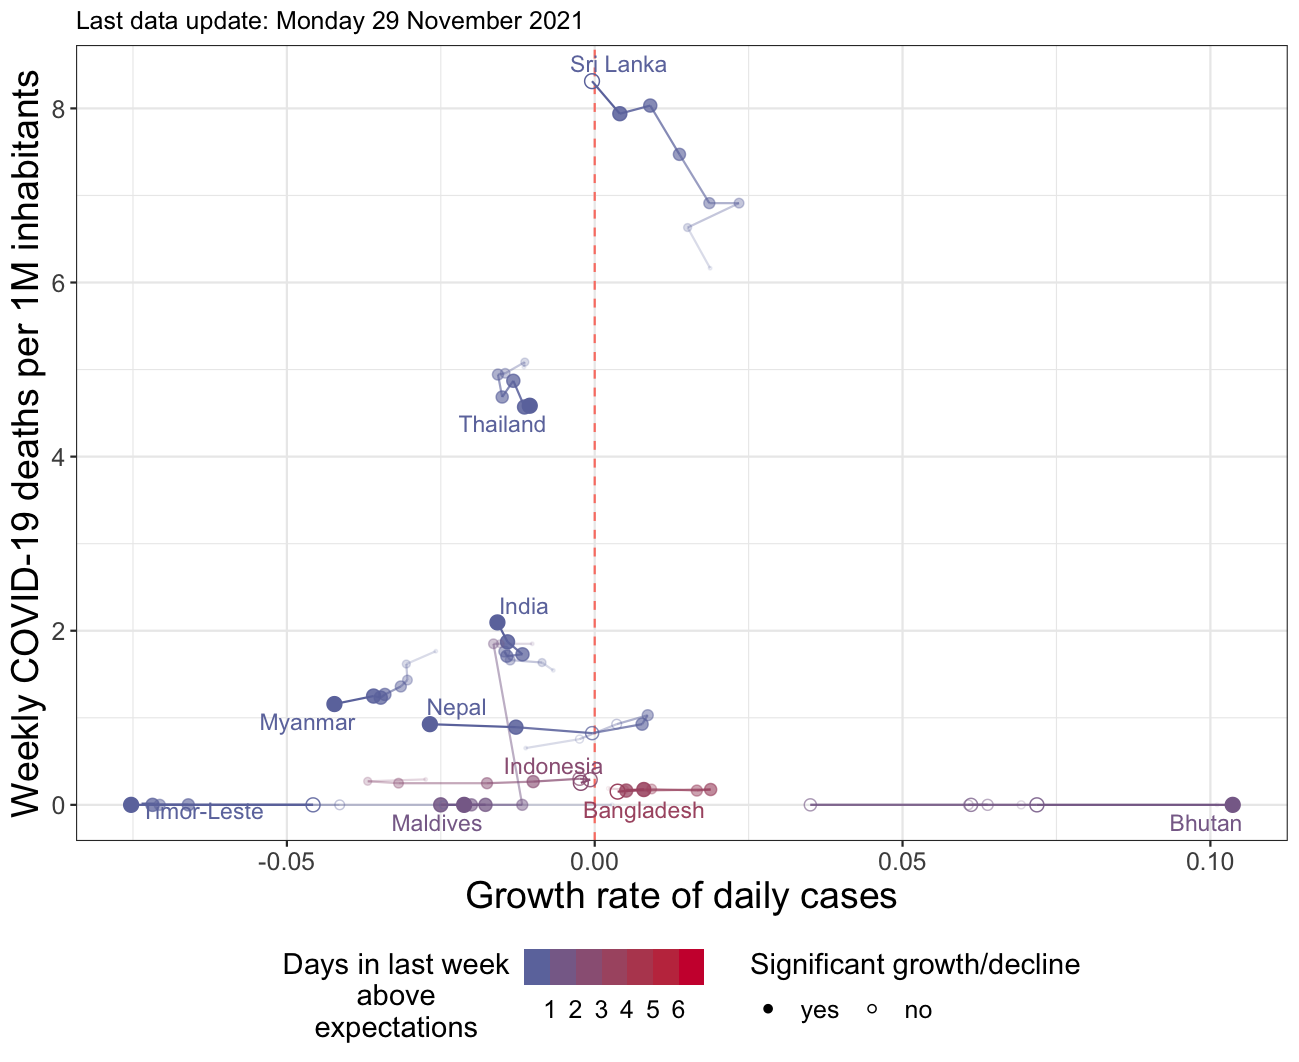 Last data update: Monday 29 November 2021
Weekly COVID-19 deaths per 1M inhabitants
8
6
4
2
0
Sri Lanka
Thailand
India
Nepal
Myanmar
Indonesia
Timor-Leste
Maldives
Bangladesh
Bhutan
-0.05
0.00
0.05
0.10
Growth rate of daily cases
Days in last week
above
expectations
1 2 3 4 5 6
Significant growth/decline
yes
no